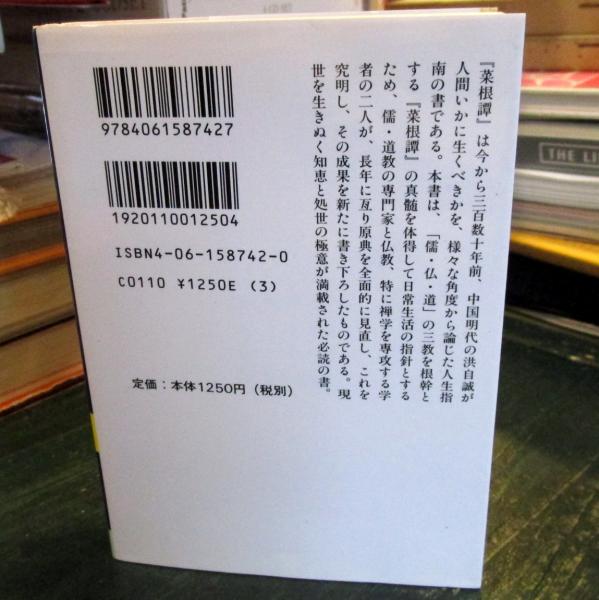 『菜根譚』は今から三百数十年前、中国明代の洪自誠が
人間いかに生くべきかを、様々な角度から論じた人生指
南の書である。本書は、「儒・仏・道」の三教を根幹と
する『菜根譚』の真髄を体得して日常生活の指針とする
ため、儒・道教の専門家と仏教、特に禅学を専攻する学
者の二人が、長年に亙り原典を全面的に見直し、これを
究明し、その成果を新たに書き下ろしたものである。現
世を生きぬく知恵と処世の極意が満載された必読の書。
9784061587427
1920110012504
ISBN4-06-158742-0
C0110 ¥1250E (3)
定価：本体1250円（税別）
THE LI